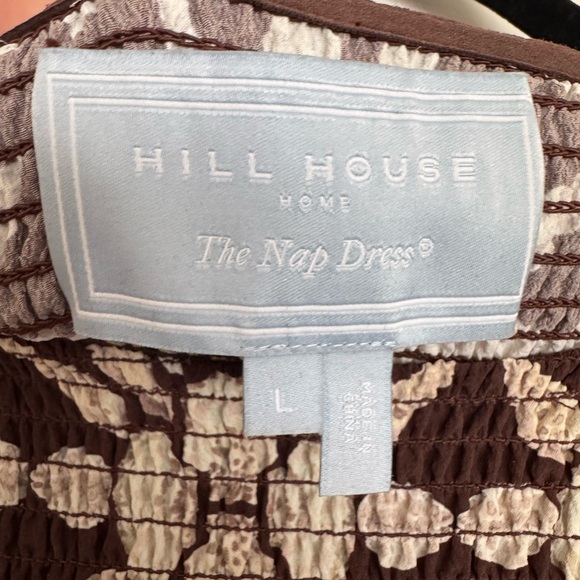 HILL HOUSE
HOME
The Nap Dress®
L
MADE IN
CHINA